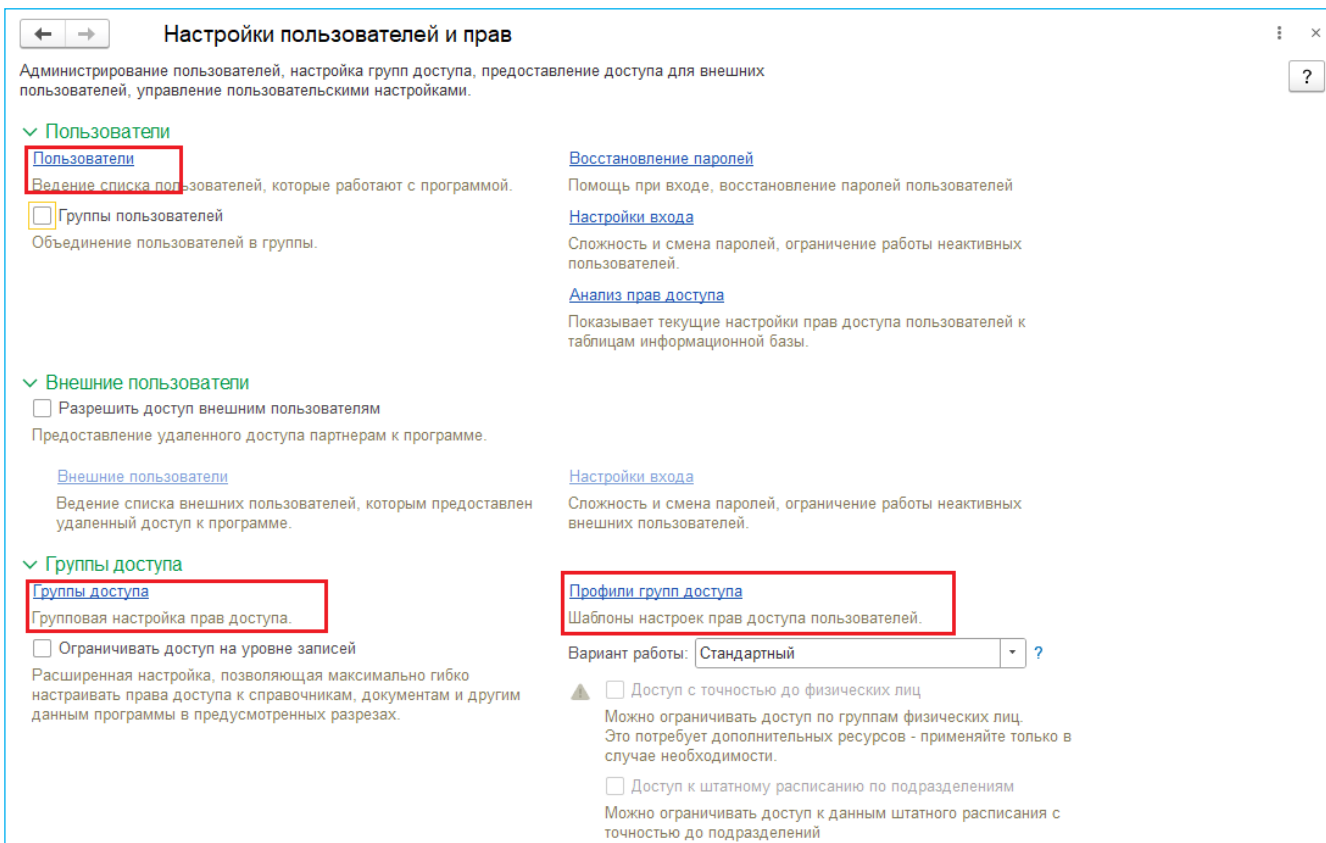 Настройки пользователей и прав
Администрирование пользователей, настройка групп доступа, предоставление доступа для внешних
пользователей, управление пользовательскими настройками.
?
Пользователи
Пользователи
Ведение списка пользователей, которые работают с программой.
Группы пользователей
Объединение пользователей в группы.
Восстановление паролей
Помощь при входе, восстановление паролей пользователей
Настройки входа
Сложность и смена паролей, ограничение работы неактивных
пользователей.
Анализ прав доступа
Показывает текущие настройки прав доступа пользователей к
таблицам информационной базы.
Внешние пользователи
Разрешить доступ внешним пользователям
Предоставление удаленного доступа партнерам к программе.
Внешние пользователи
Ведение списка внешних пользователей, которым предоставлен
удаленный доступ к программе.
Настройки входа
Сложность и смена паролей, ограничение работы неактивных
внешних пользователей.
Группы доступа
Группы доступа
Групповая настройка прав доступа.
Ограничивать доступ на уровне записей
Расширенная настройка, позволяющая максимально гибко
настраивать права доступа к справочникам, документам и другим
данным программы в предусмотренных разрезах.
Профили групп доступа
Шаблоны настроек прав доступа пользователей.
Вариант работы: Стандартный ?
Доступ с точностью до физических лиц
Можно ограничивать доступ по группам физических лиц.
Это потребует дополнительных ресурсов - применяйте только в
случае необходимости.
Доступ к штатному расписанию по подразделениям
Можно ограничивать доступ к данным штатного расписания с
точностью до подразделений